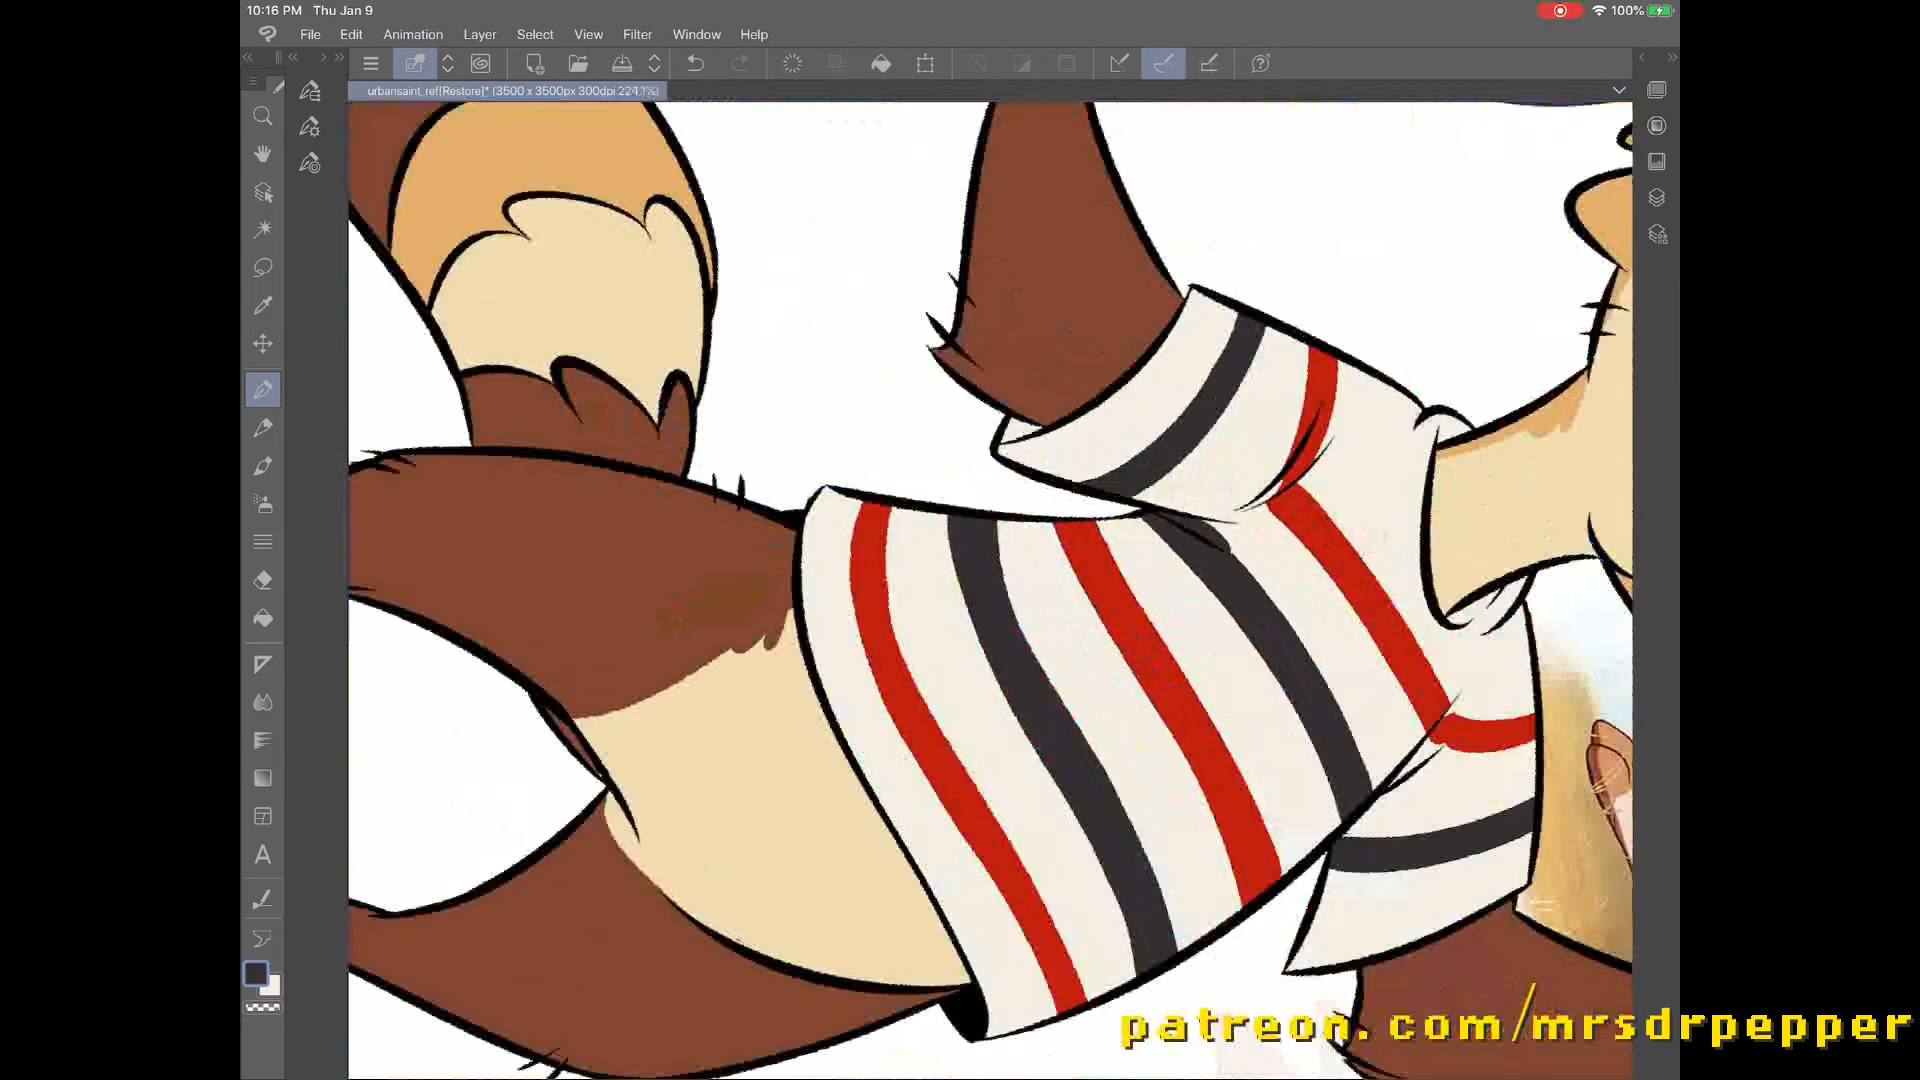 10:16 PM Thu Jan 9
100%
File Edit Animation Layer Select View Filter Window Help
urbansaint_ref[Restore]* (3500 x 3500px 300dpi 224.1%)
A
patreon.com/mrsdrpepper